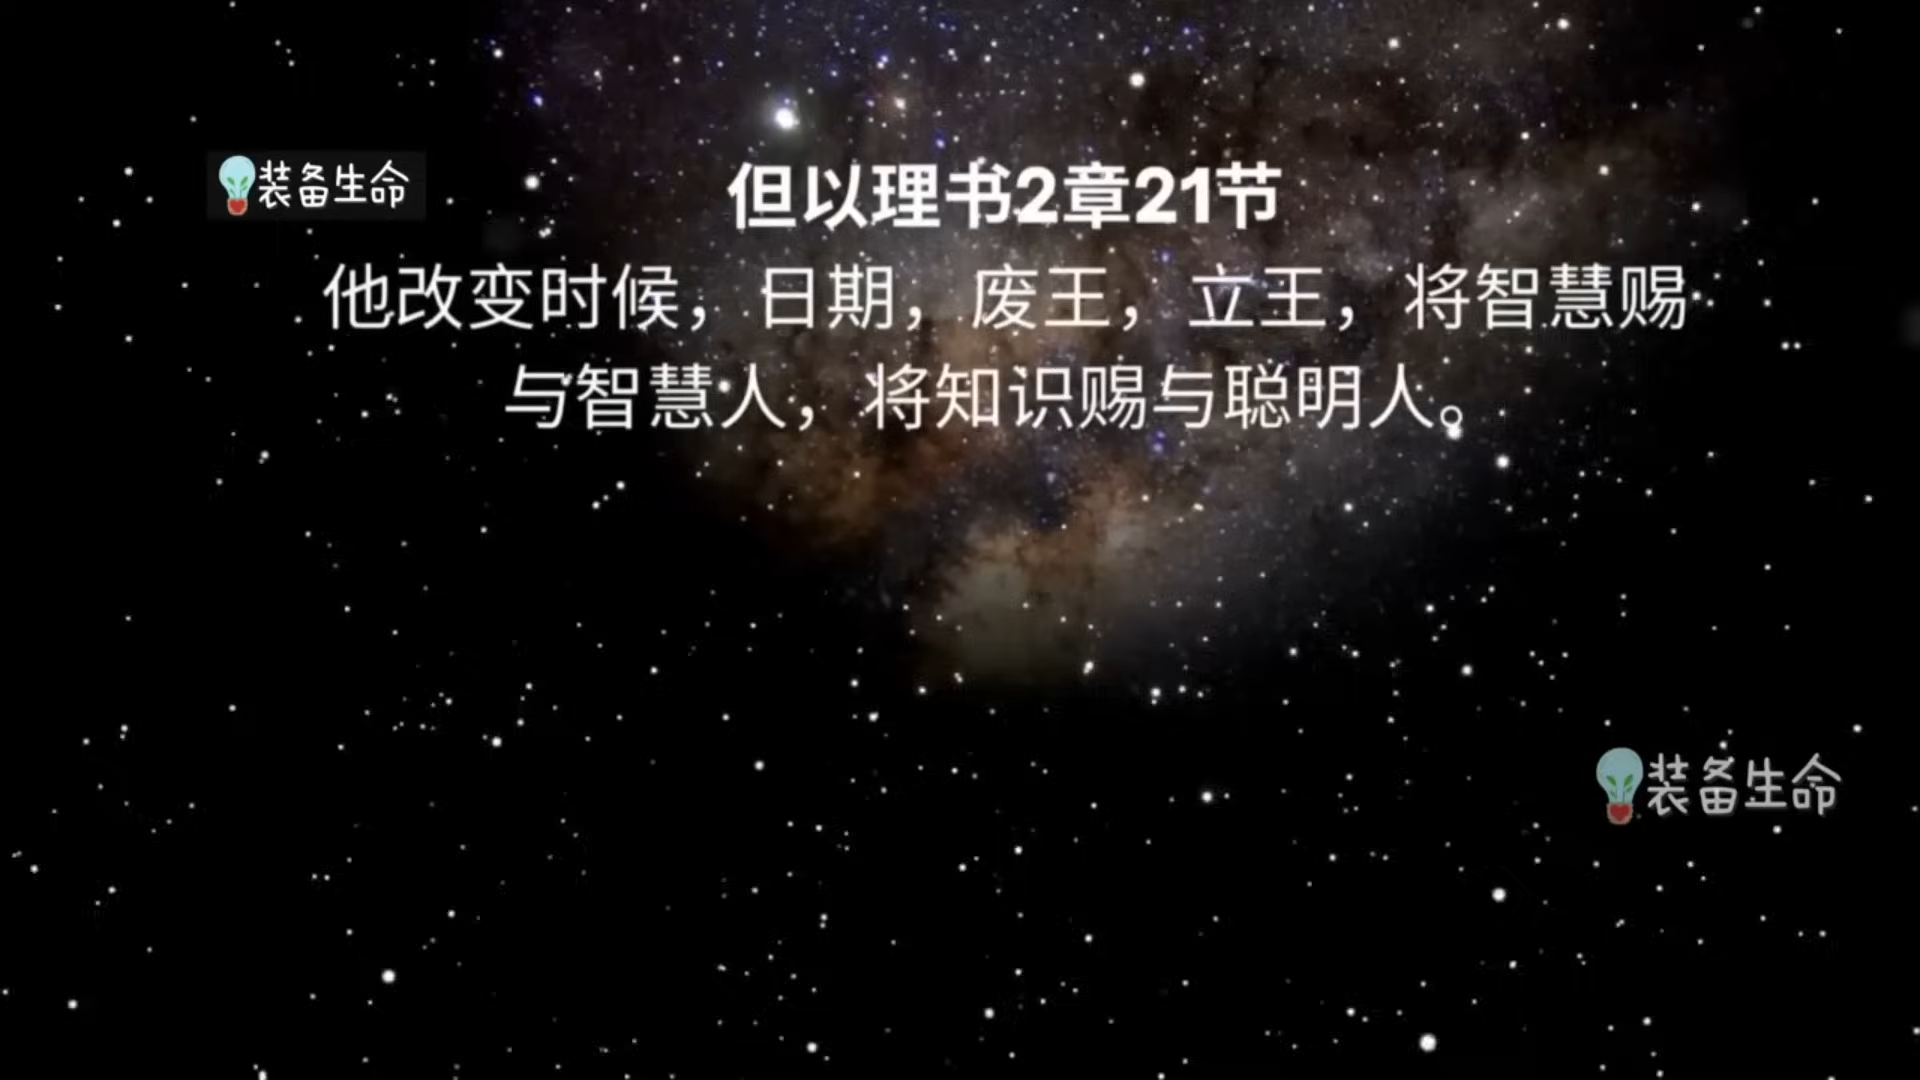 装备生命
但以理书2章21节
他改变时候，日期，废王，立王，将智慧赐
与智慧人，将知识赐与聪明人。
装备生命